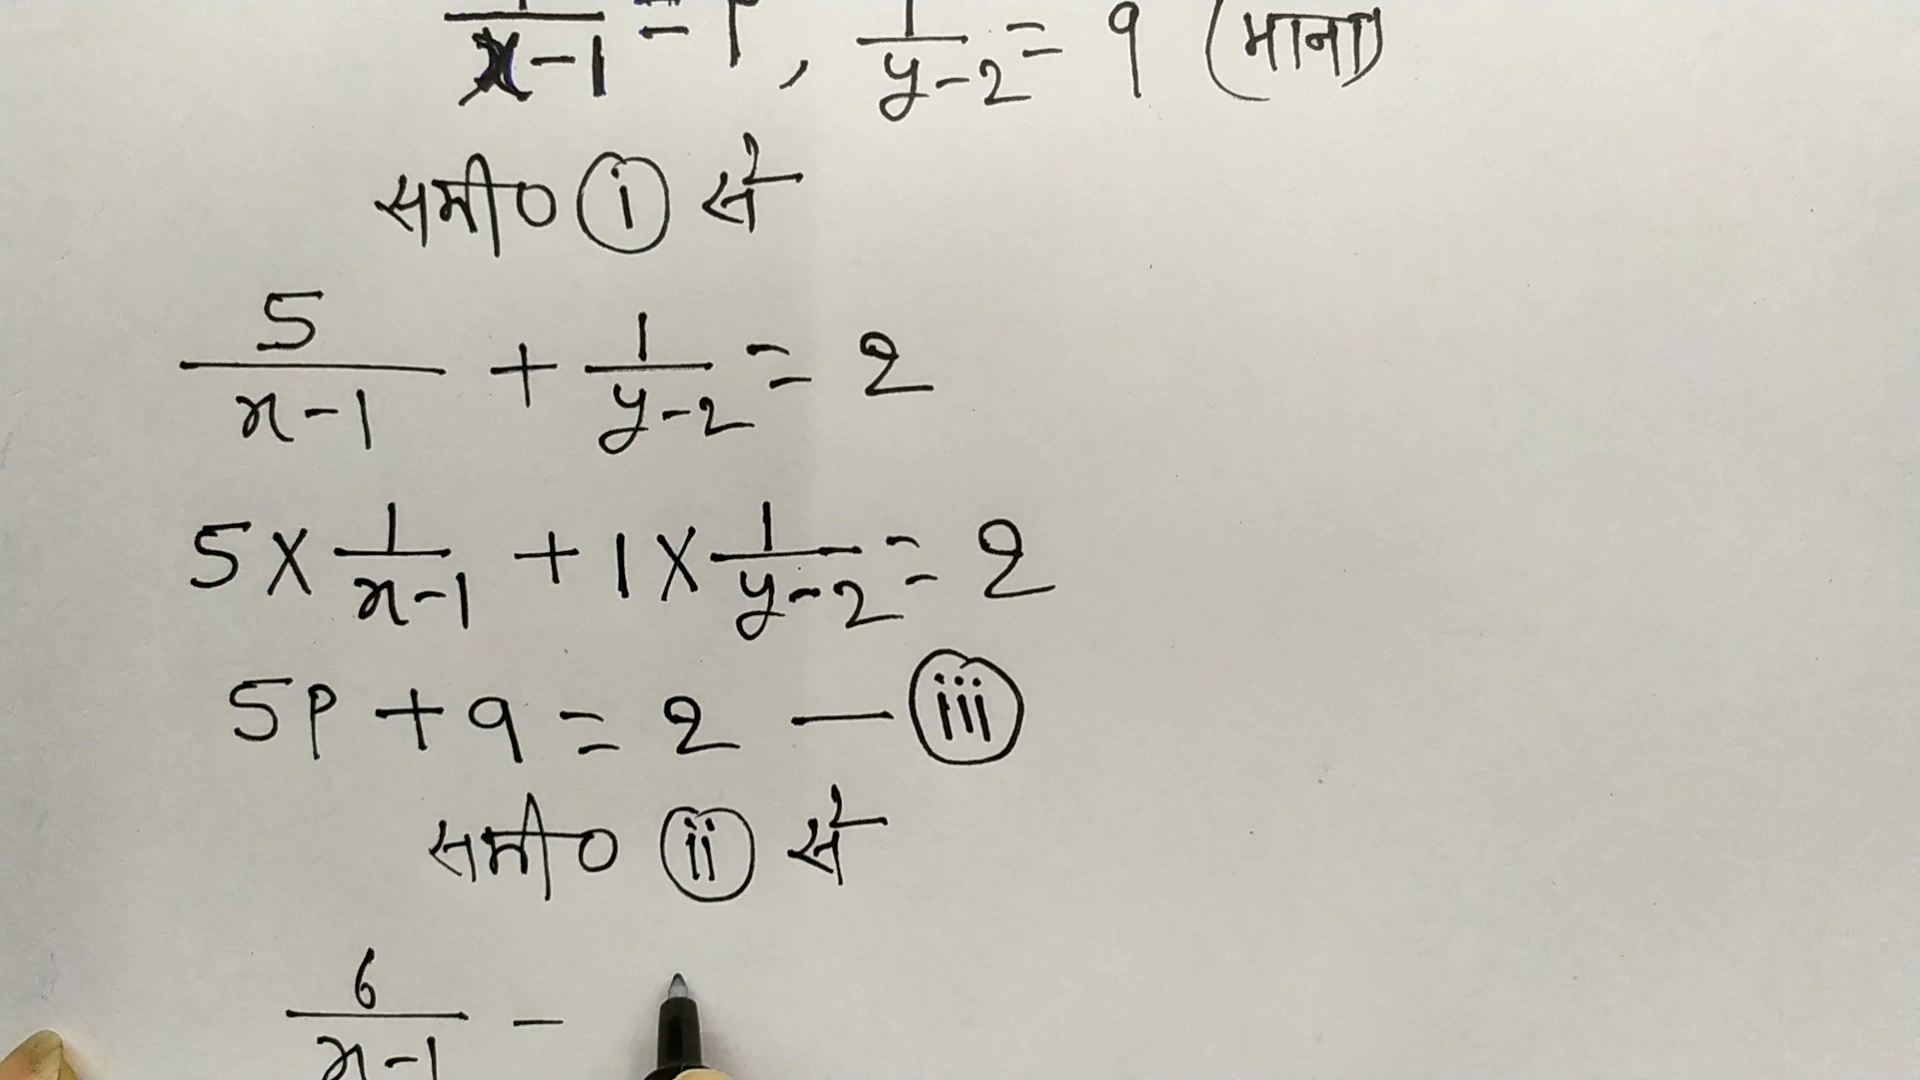 1/x-1 = P, 1/y-2 = q (माना)
समी० (i) से
5/x-1 + 1/y-2 = 2
5 × 1/x-1 + 1 × 1/y-2 = 2
5p + q = 2 — (iii)
समी० (ii) से
6/x-1 -